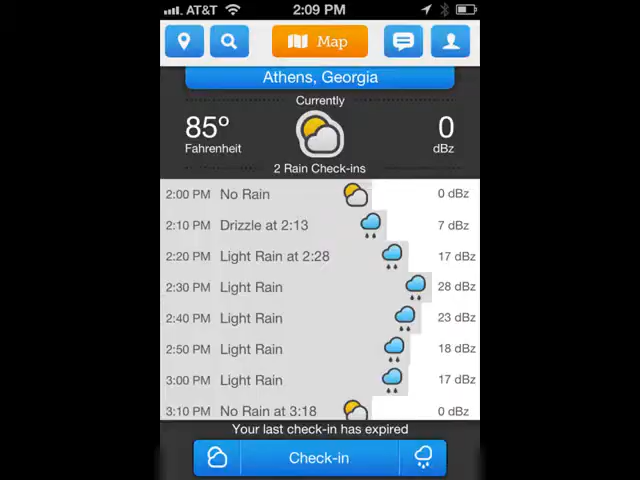 AT&T 2:09 PM
Map
Athens, Georgia
Currently
85° 0
Fahrenheit dBz
2 Rain Check-ins
2:00 PM No Rain 0 dBz
2:10 PM Drizzle at 2:13 7 dBz
2:20 PM Light Rain at 2:28 17 dBz
2:30 PM Light Rain 28 dBz
2:40 PM Light Rain 23 dBz
2:50 PM Light Rain 18 dBz
3:00 PM Light Rain 17 dBz
3:10 PM No Rain at 3:18 0 dBz
Your last check-in has expired
Check-in